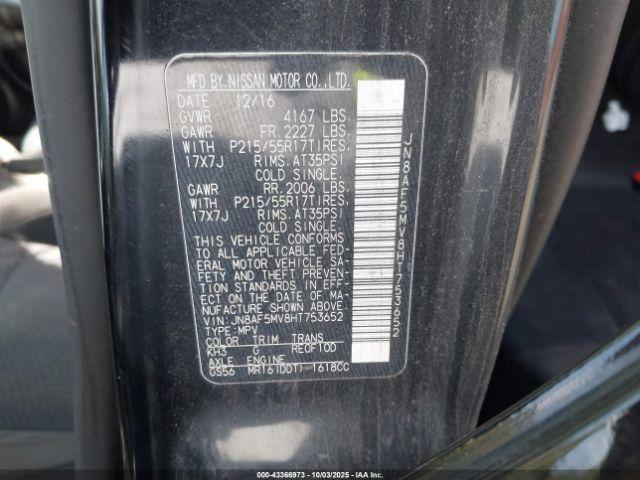 MFD BY NISSAN MOTOR CO.,LTD.
DATE 12/16
GVWR 4167 LBS.
GAWR FR.2227 LBS.
WITH P215/55R17TIRES.
17X7J RIMS.AT35PSI
COLD SINGLE.
GAWR RR.2006 LBS.
WITH P215/55R17TIRES.
17X7J RIMS.AT35PSI
COLD SINGLE.
THIS VEHICLE CONFORMS
TO ALL APPLICABLE FED-
ERAL MOTOR VEHICLE SA-
FETY AND THEFT PREVEN-
TION STANDARDS IN EFF-
ECT ON THE DATE OF MA-
NUFACTURE SHOWN ABOVE.
VIN:JN8AF5MV8HT753652
TYPE:MPV
COLOR TRIM TRANS
KH3 G RE0F10D
AXLE ENGINE
GS56 MR16(DDT) 1618CC
JN8AF5MV8HT753652
000-43366973 | 10/03/2025 | COPART/IAAI